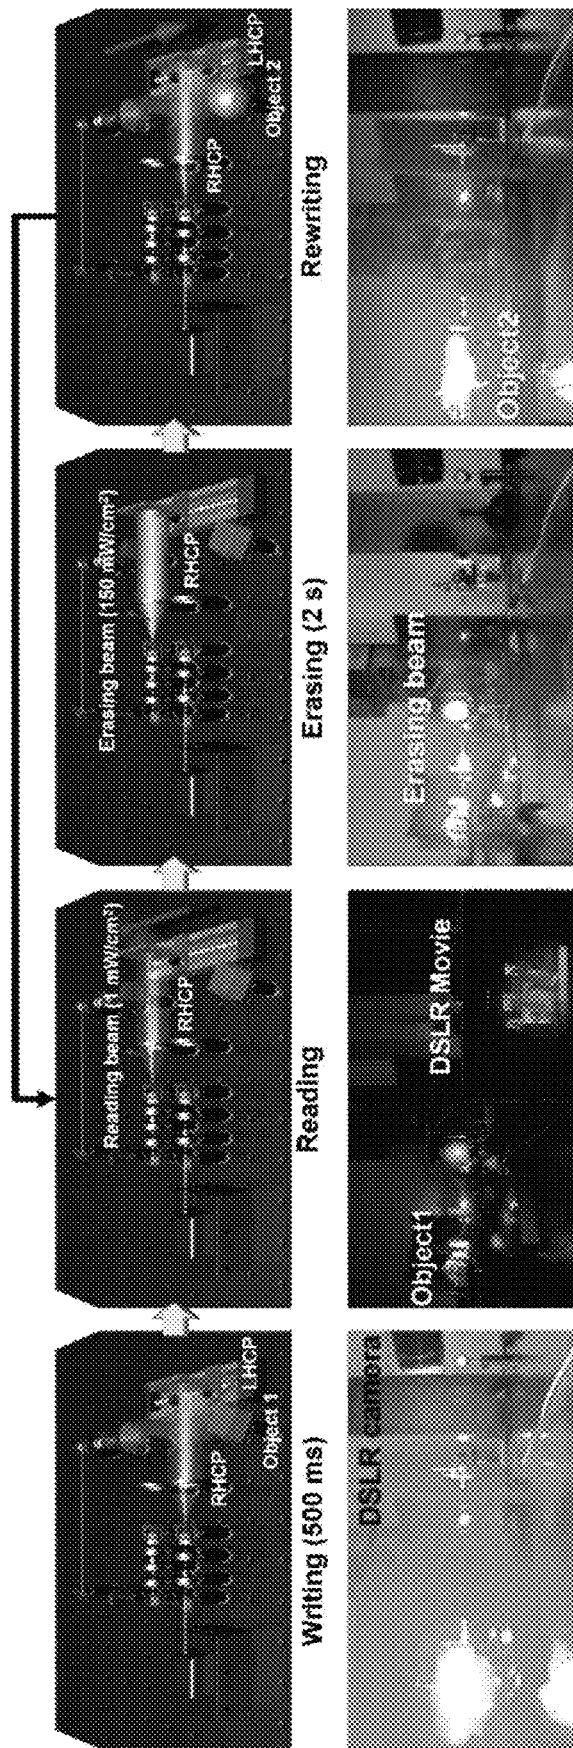 RHCP
LHCP
Object 1
Writing (500 ms)
DSLR camera
Reading beam (1 mW/cm²)
RHCP
Reading
Object1
DSLR Movie
Erasing beam (150 mW/cm²)
RHCP
Erasing (2 s)
Erasing beam
RHCP
LHCP
Object 2
Rewriting
Object2